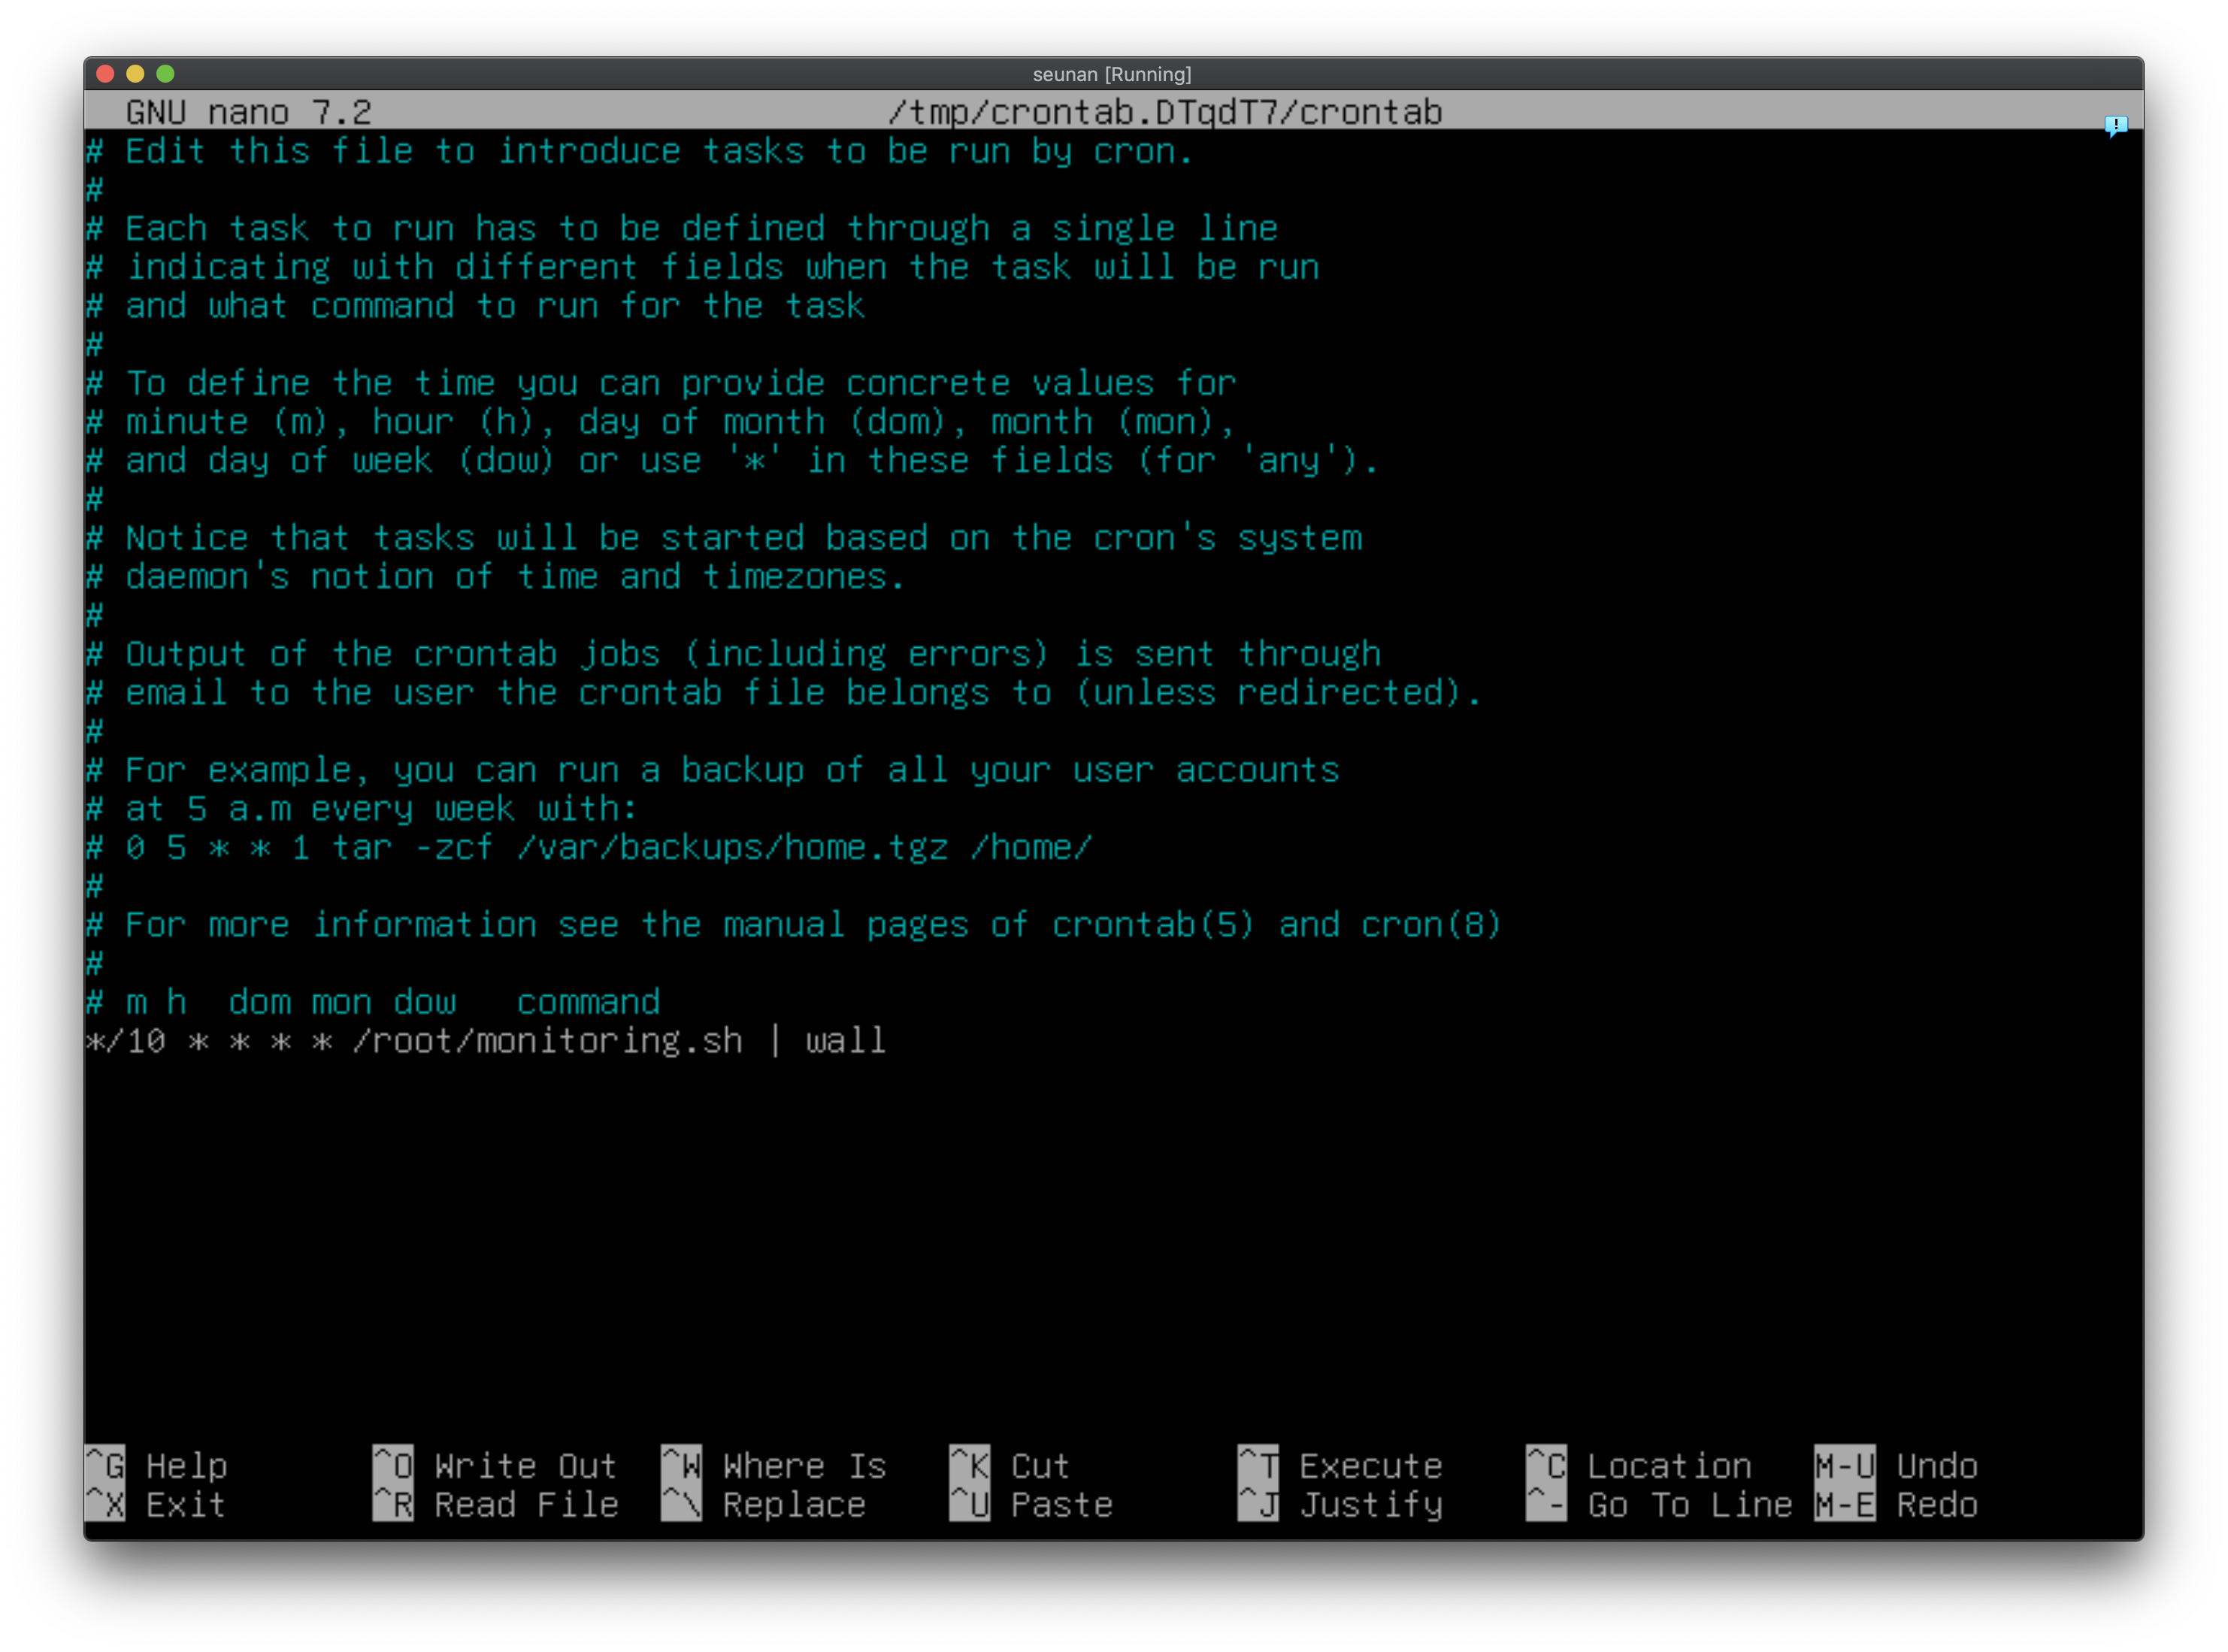 seunan [Running]
GNU nano 7.2 /tmp/crontab.DTqdT7/crontab
# Edit this file to introduce tasks to be run by cron.
#
# Each task to run has to be defined through a single line
# indicating with different fields when the task will be run
# and what command to run for the task
#
# To define the time you can provide concrete values for
# minute (m), hour (h), day of month (dom), month (mon),
# and day of week (dow) or use '*' in these fields (for 'any').
#
# Notice that tasks will be started based on the cron's system
# daemon's notion of time and timezones.
#
# Output of the crontab jobs (including errors) is sent through
# email to the user the crontab file belongs to (unless redirected).
#
# For example, you can run a backup of all your user accounts
# at 5 a.m every week with:
# 0 5 * * 1 tar -zcf /var/backups/home.tgz /home/
#
# For more information see the manual pages of crontab(5) and cron(8)
#
# m h  dom mon dow   command
*/10 * * * * /root/monitoring.sh | wall
^G Help ^O Write Out ^W Where Is ^K Cut ^T Execute ^C Location M-U Undo
^X Exit ^R Read File ^\ Replace ^U Paste ^J Justify ^- Go To Line M-E Redo